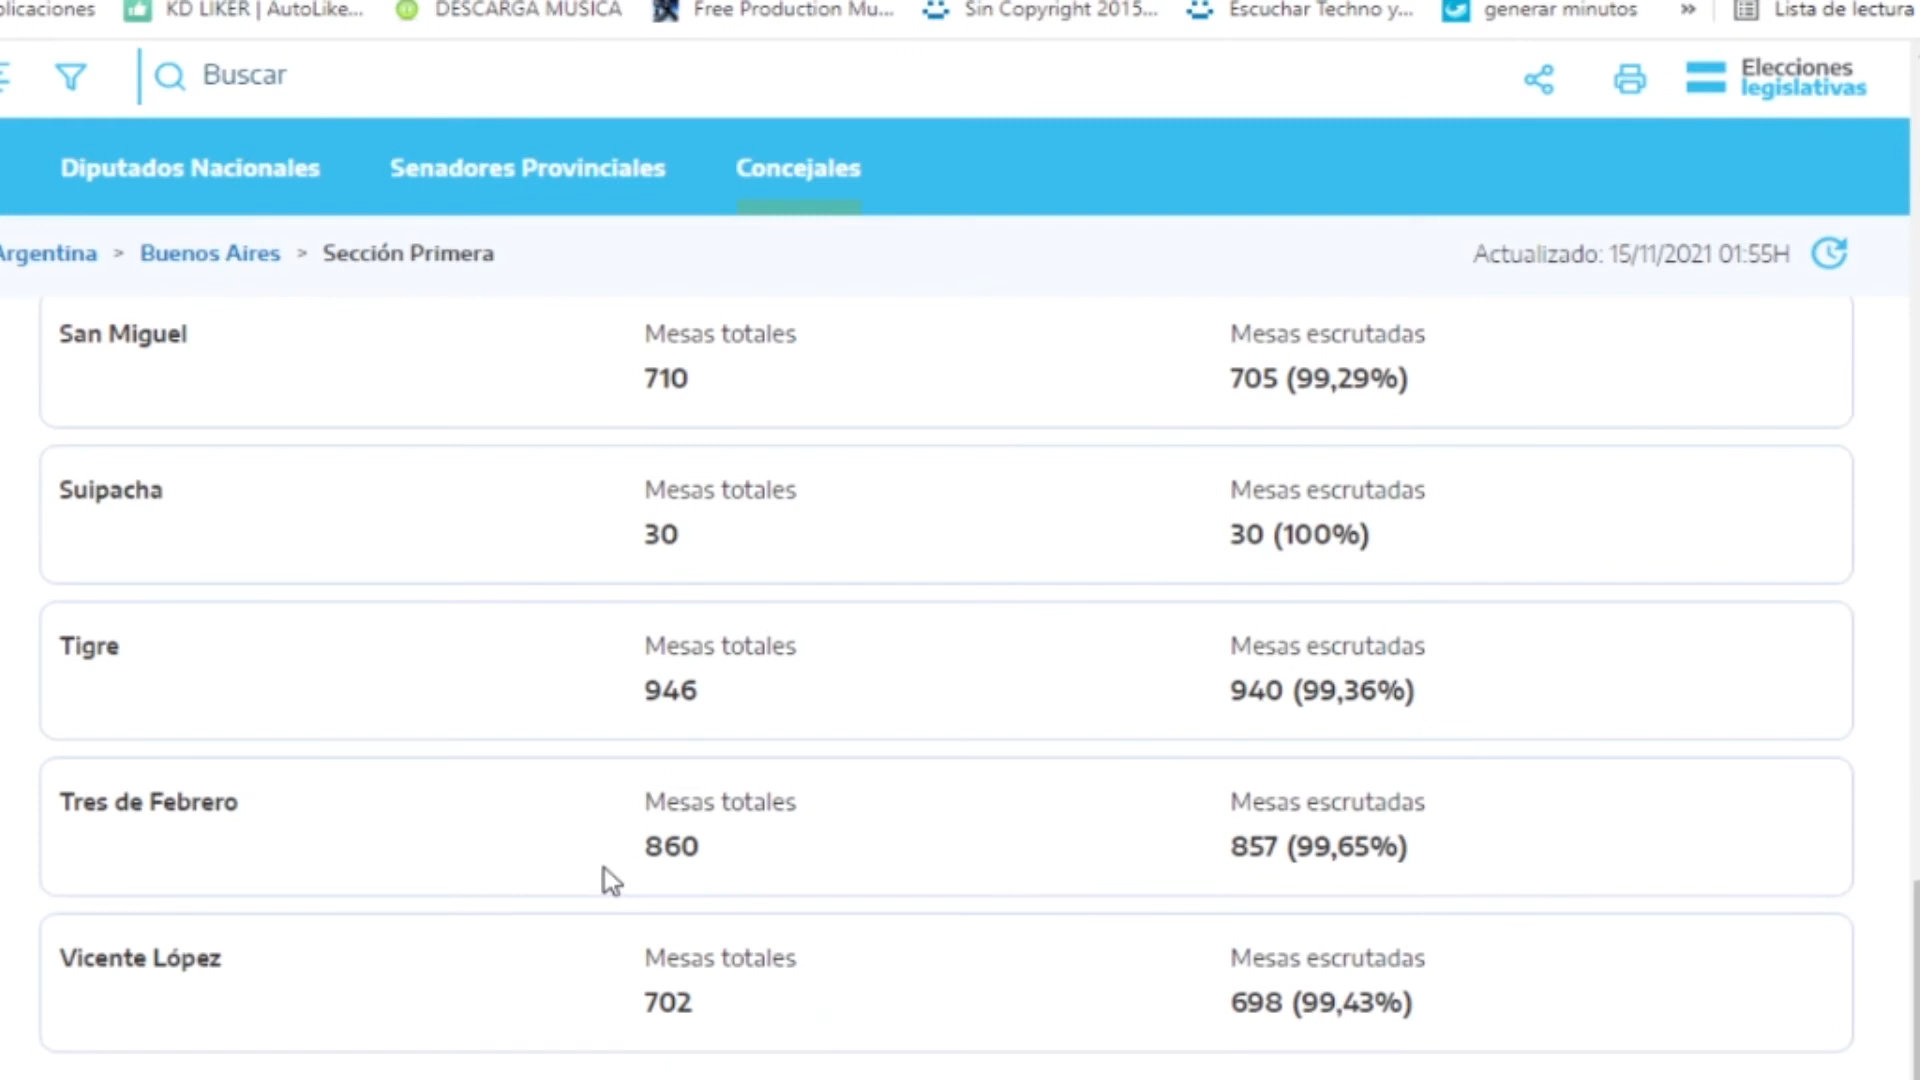 KD LIKER | AutoLike... DESCARGA MUSICA Free Production Mu... Sin Copyright 2015... Escuchar Techno y... generar minutos » Lista de lectura
Buscar
Elecciones
legislativas
Diputados Nacionales Senadores Provinciales Concejales
Argentina > Buenos Aires > Sección Primera Actualizado: 15/11/2021 01:55H
San Miguel Mesas totales Mesas escrutadas
710 705 (99,29%)
Suipacha Mesas totales Mesas escrutadas
30 30 (100%)
Tigre Mesas totales Mesas escrutadas
946 940 (99,36%)
Tres de Febrero Mesas totales Mesas escrutadas
860 857 (99,65%)
Vicente López Mesas totales Mesas escrutadas
702 698 (99,43%)